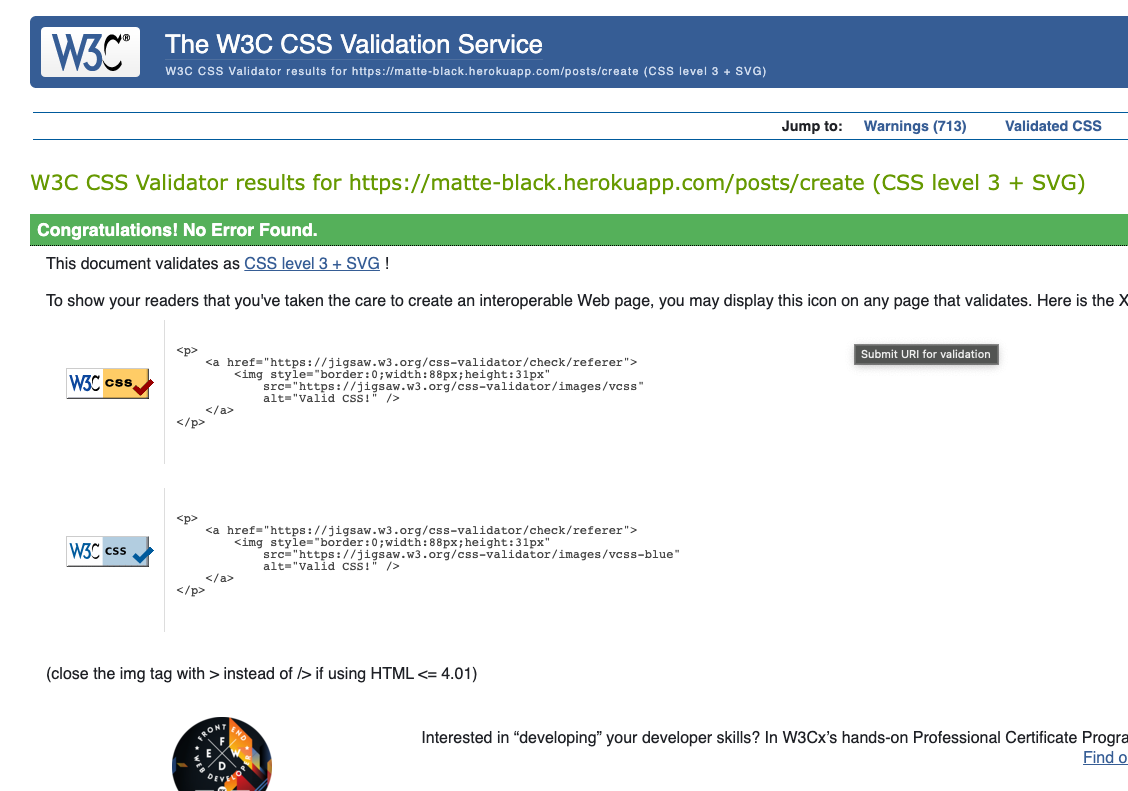 W3C®
The W3C CSS Validation Service
W3C CSS Validator results for https://matte-black.herokuapp.com/posts/create (CSS level 3 + SVG)
Jump to: Warnings (713) Validated CSS
W3C CSS Validator results for https://matte-black.herokuapp.com/posts/create (CSS level 3 + SVG)
Congratulations! No Error Found.
This document validates as CSS level 3 + SVG !
To show your readers that you've taken the care to create an interoperable Web page, you may display this icon on any page that validates. Here is the X
W3C css
<p>
<a href="https://jigsaw.w3.org/css-validator/check/referer">
<img style="border:0;width:88px;height:31px"
src="https://jigsaw.w3.org/css-validator/images/vcss"
alt="Valid CSS!" />
</a>
</p>
Submit URI for validation
W3C css
<p>
<a href="https://jigsaw.w3.org/css-validator/check/referer">
<img style="border:0;width:88px;height:31px"
src="https://jigsaw.w3.org/css-validator/images/vcss-blue"
alt="Valid CSS!" />
</a>
</p>
(close the img tag with > instead of /> if using HTML <= 4.01)
FRONT END
WEB DEVELOPER
F E W D
Interested in “developing” your developer skills? In W3Cx’s hands-on Professional Certificate Progra
Find o